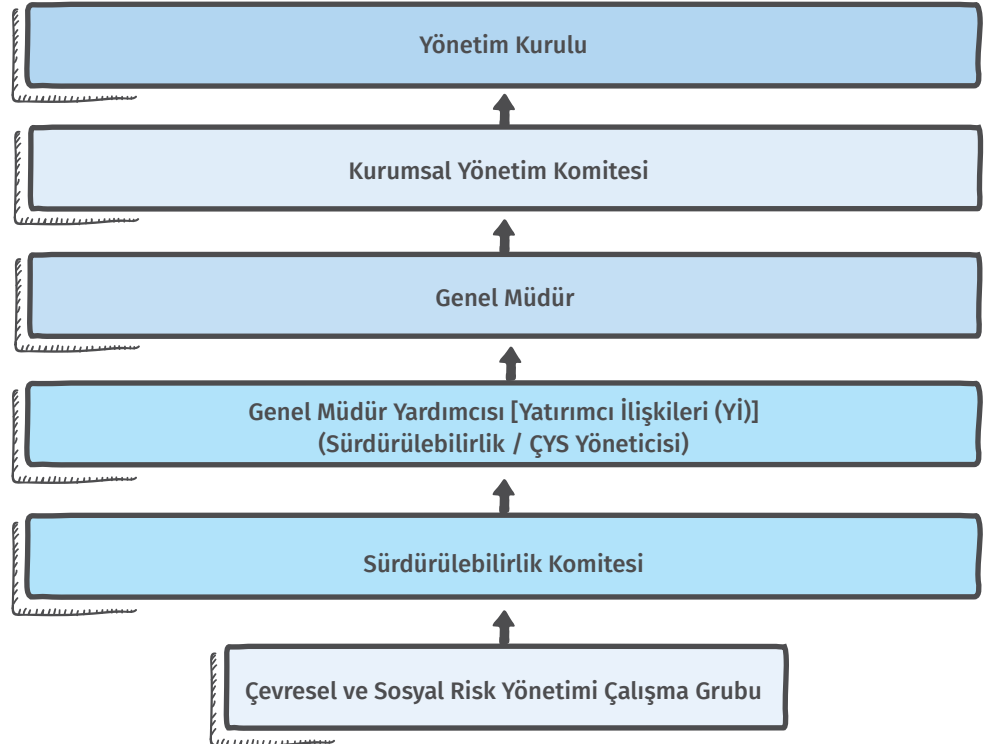 Yönetim Kurulu
Kurumsal Yönetim Komitesi
Genel Müdür
Genel Müdür Yardımcısı [Yatırımcı İlişkileri (Yİ)]
(Sürdürülebilirlik / ÇYS Yöneticisi)
Sürdürülebilirlik Komitesi
Çevresel ve Sosyal Risk Yönetimi Çalışma Grubu